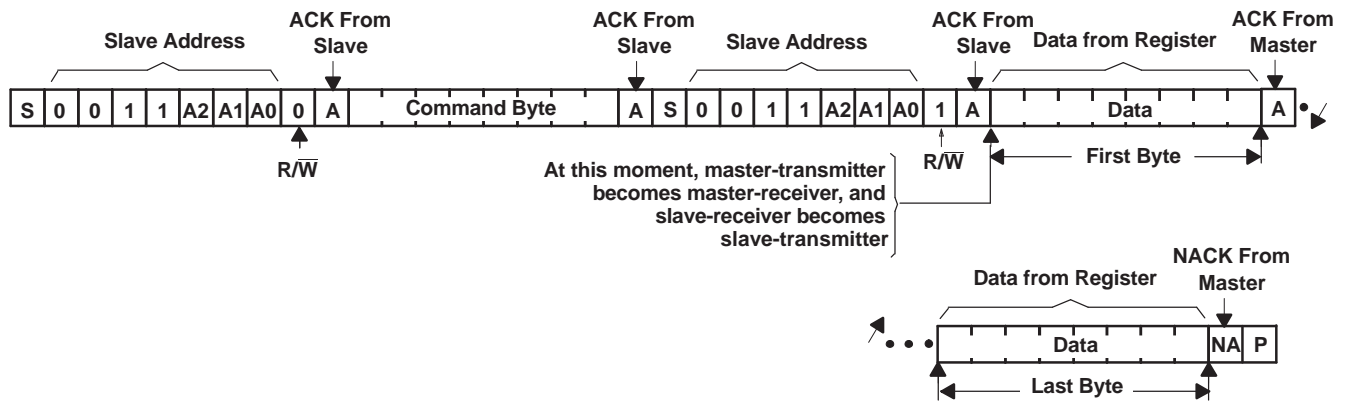 ACK From
Slave
ACK From
Slave
ACK From
Slave
ACK From
Master
Slave Address
Slave Address
Data from Register
S 0 0 1 1 A2 A1 A0 0 A Command Byte A S 0 0 1 1 A2 A1 A0 1 A Data A
R/W̅
R/W̅
First Byte
At this moment, master-transmitter
becomes master-receiver, and
slave-receiver becomes
slave-transmitter
NACK From
Master
Data from Register
Data NA P
Last Byte